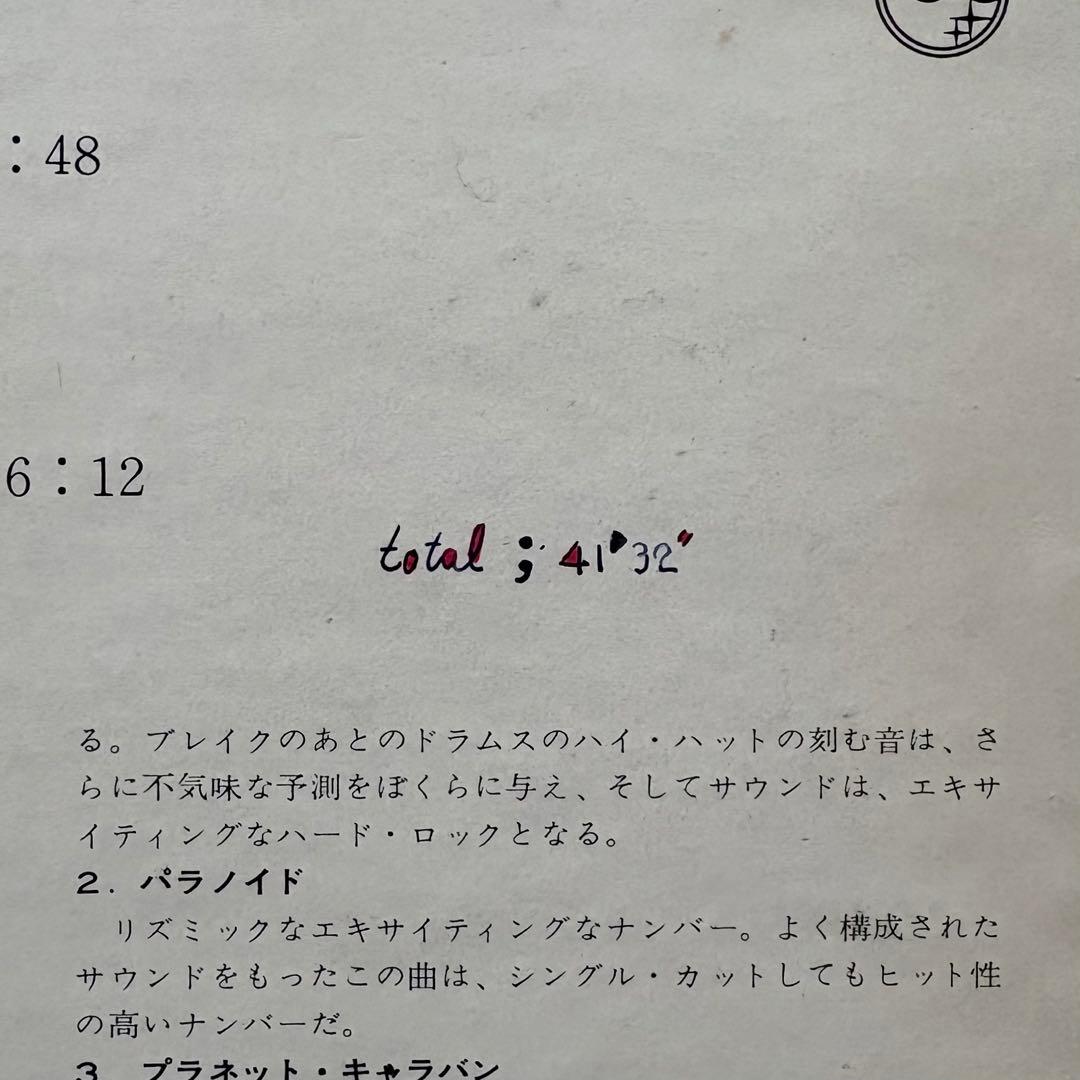 ：48
6：12
total ; 41'32"
る。ブレイクのあとのドラムスのハイ・ハットの刻む音は、さ
らに不気味な予測をぼくらに与え、そしてサウンドは、エキサ
イティングなハード・ロックとなる。
2. パラノイド
リズミックなエキサイティングなナンバー。よく構成された
サウンドをもったこの曲は、シングル・カットしてもヒット性
の高いナンバーだ。
3 プラネット・キャラバン